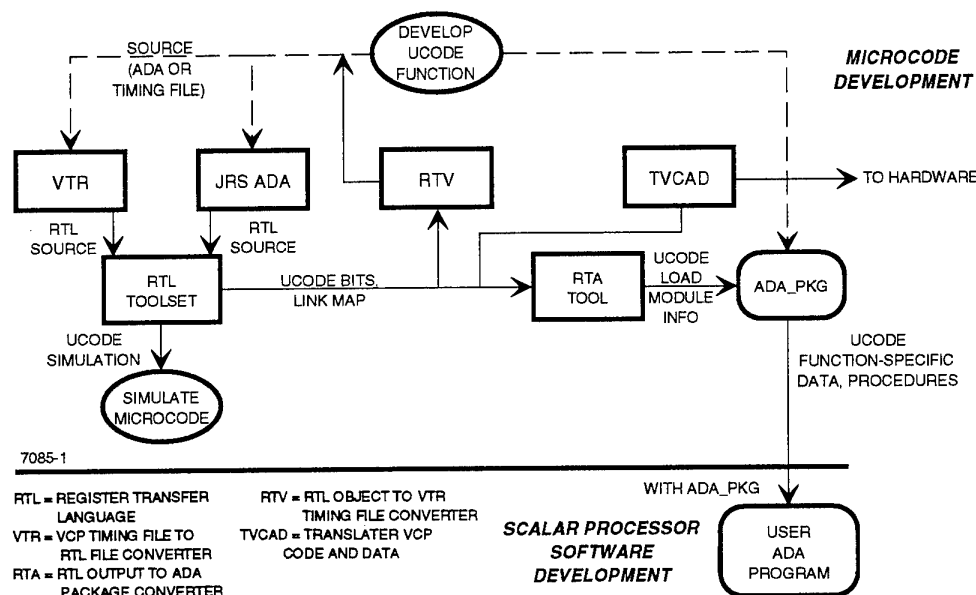 DEVELOP
UCODE
FUNCTION
SOURCE
(ADA OR
TIMING FILE)
MICROCODE
DEVELOPMENT
VTR
JRS ADA
RTV
TVCAD
TO HARDWARE
RTL
SOURCE
RTL
SOURCE
RTL
TOOLSET
UCODE BITS,
LINK MAP
RTA
TOOL
UCODE
LOAD
MODULE
INFO
ADA_PKG
UCODE
SIMULATION
SIMULATE
MICROCODE
UCODE
FUNCTION-SPECIFIC
DATA, PROCEDURES
7085-1
RTL = REGISTER TRANSFER
LANGUAGE
VTR = VCP TIMING FILE TO
RTL FILE CONVERTER
RTA = RTL OUTPUT TO ADA
PACKAGE CONVERTER
RTV = RTL OBJECT TO VTR
TIMING FILE CONVERTER
TVCAD = TRANSLATER VCP
CODE AND DATA
WITH ADA_PKG
SCALAR PROCESSOR
SOFTWARE
DEVELOPMENT
USER
ADA
PROGRAM